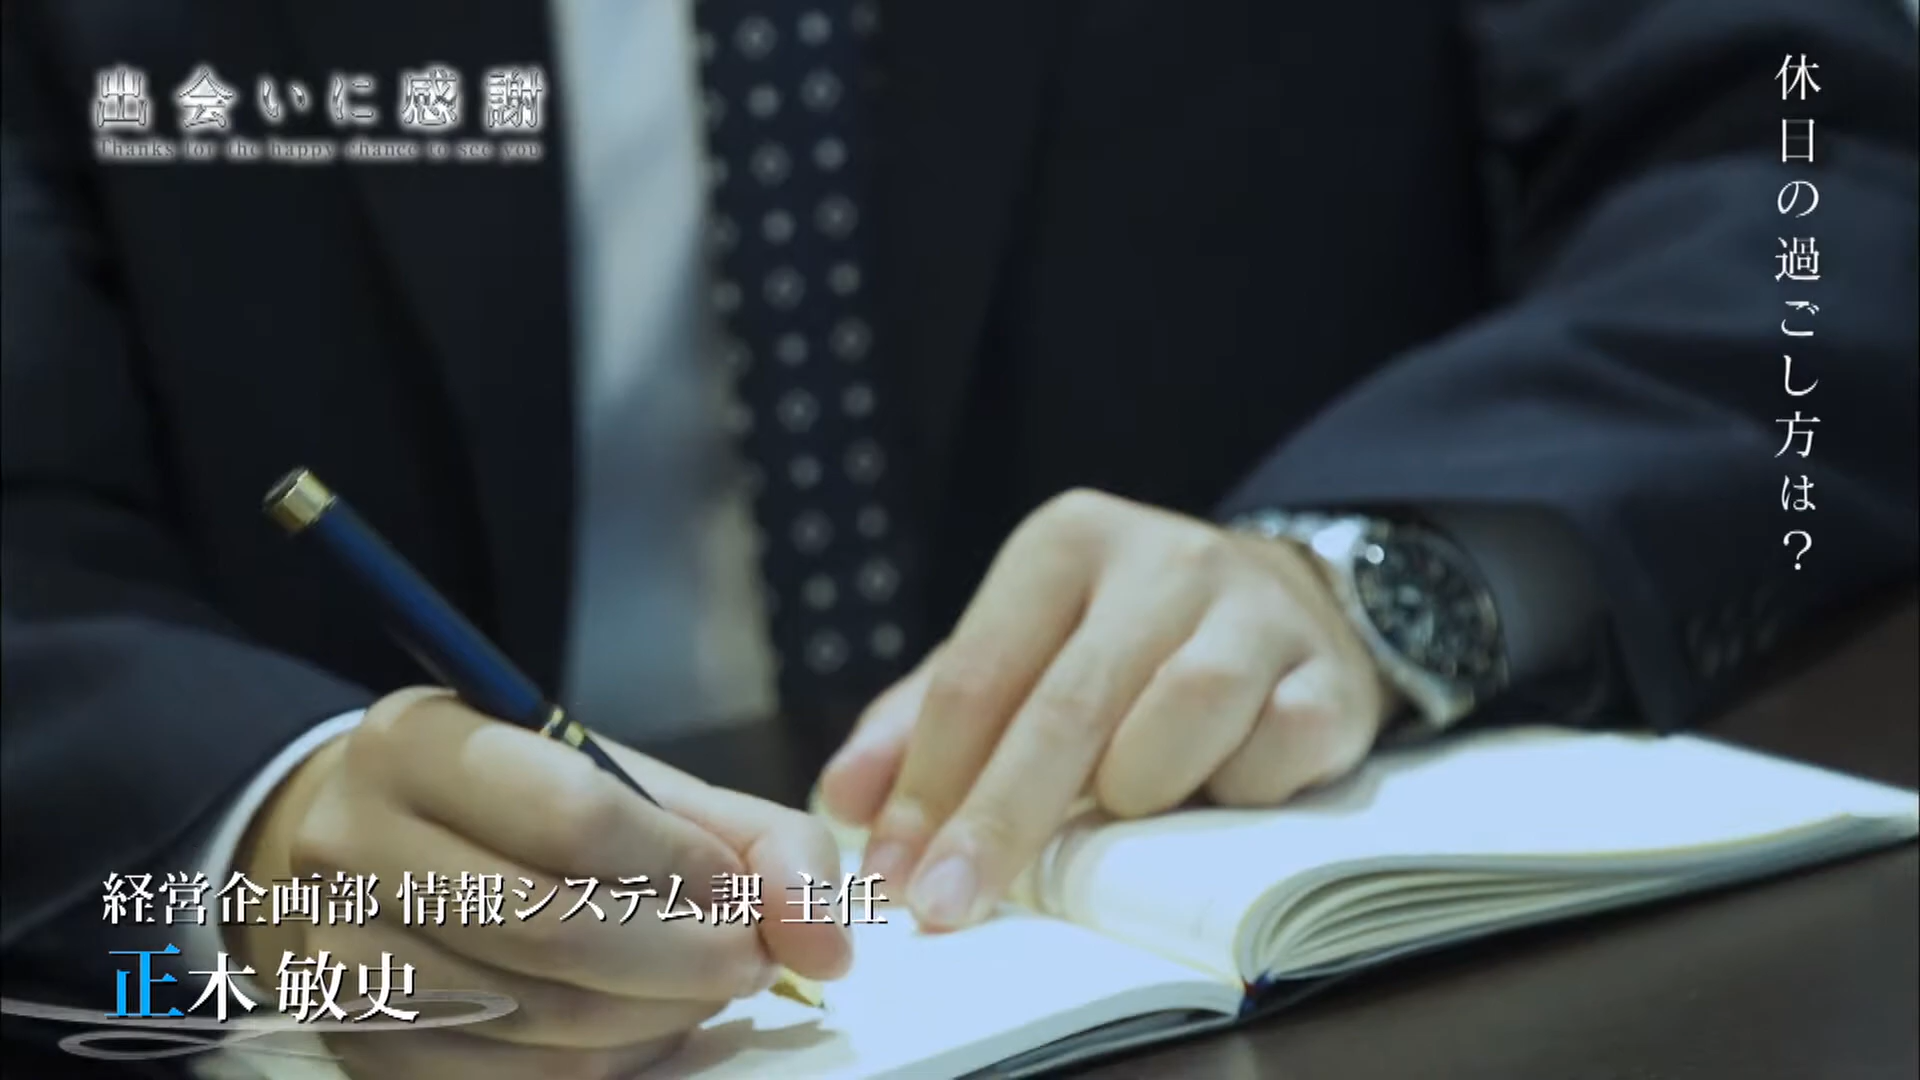 出会いに感謝
Thanks for the happy chance to see you
休日の過ごし方は？
経営企画部 情報システム課 主任
正木 敏史